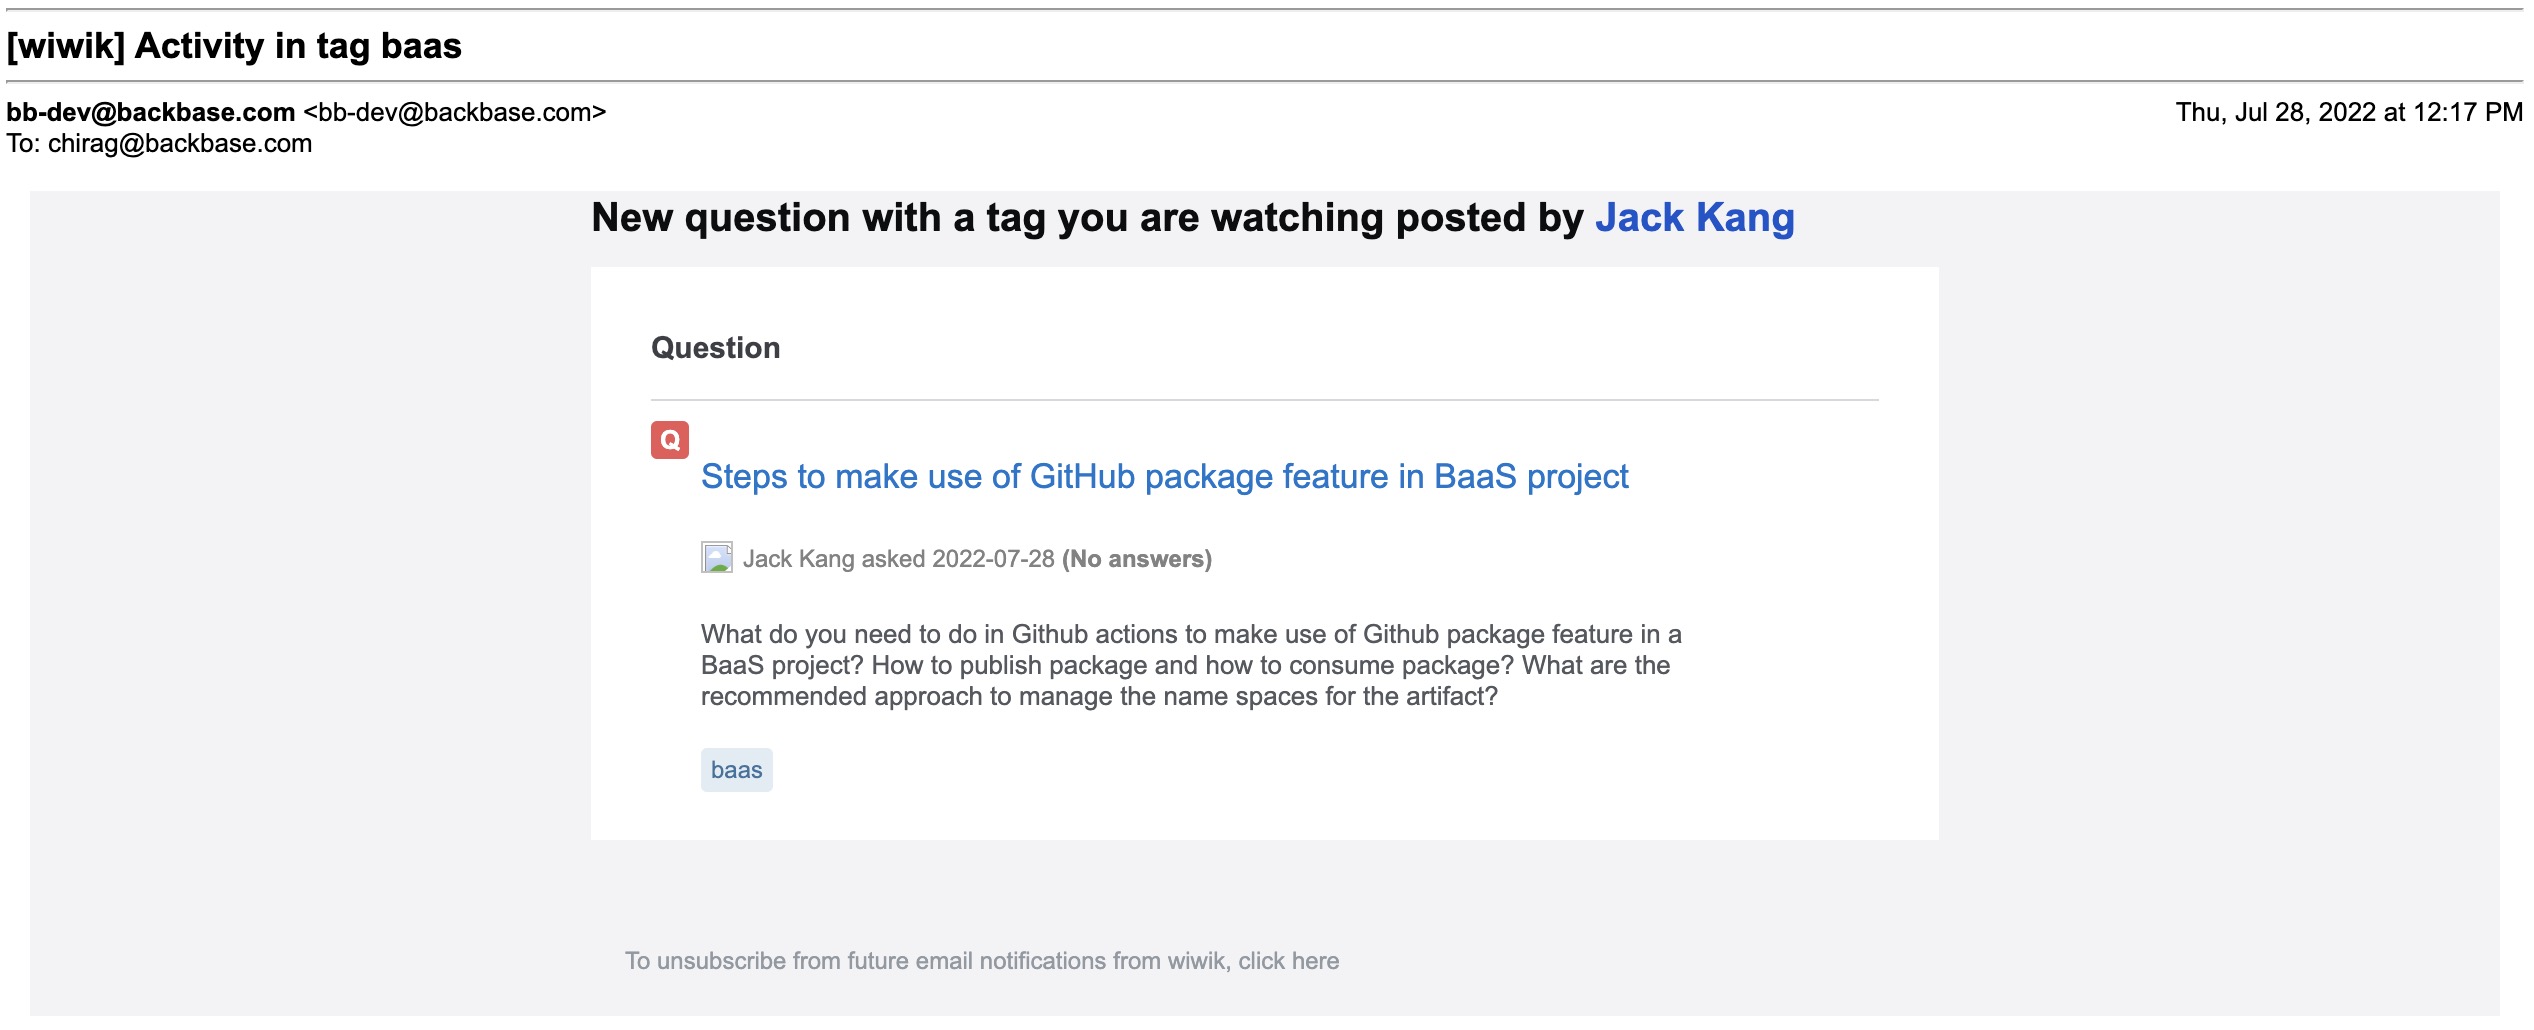 [wiwik] Activity in tag baas
bb-dev@backbase.com <bb-dev@backbase.com>
Thu, Jul 28, 2022 at 12:17 PM
To: chirag@backbase.com
New question with a tag you are watching posted by Jack Kang
Question
Q
Steps to make use of GitHub package feature in BaaS project
Jack Kang asked 2022-07-28 (No answers)
What do you need to do in Github actions to make use of Github package feature in a
BaaS project? How to publish package and how to consume package? What are the
recommended approach to manage the name spaces for the artifact?
baas
To unsubscribe from future email notifications from wiwik, click here